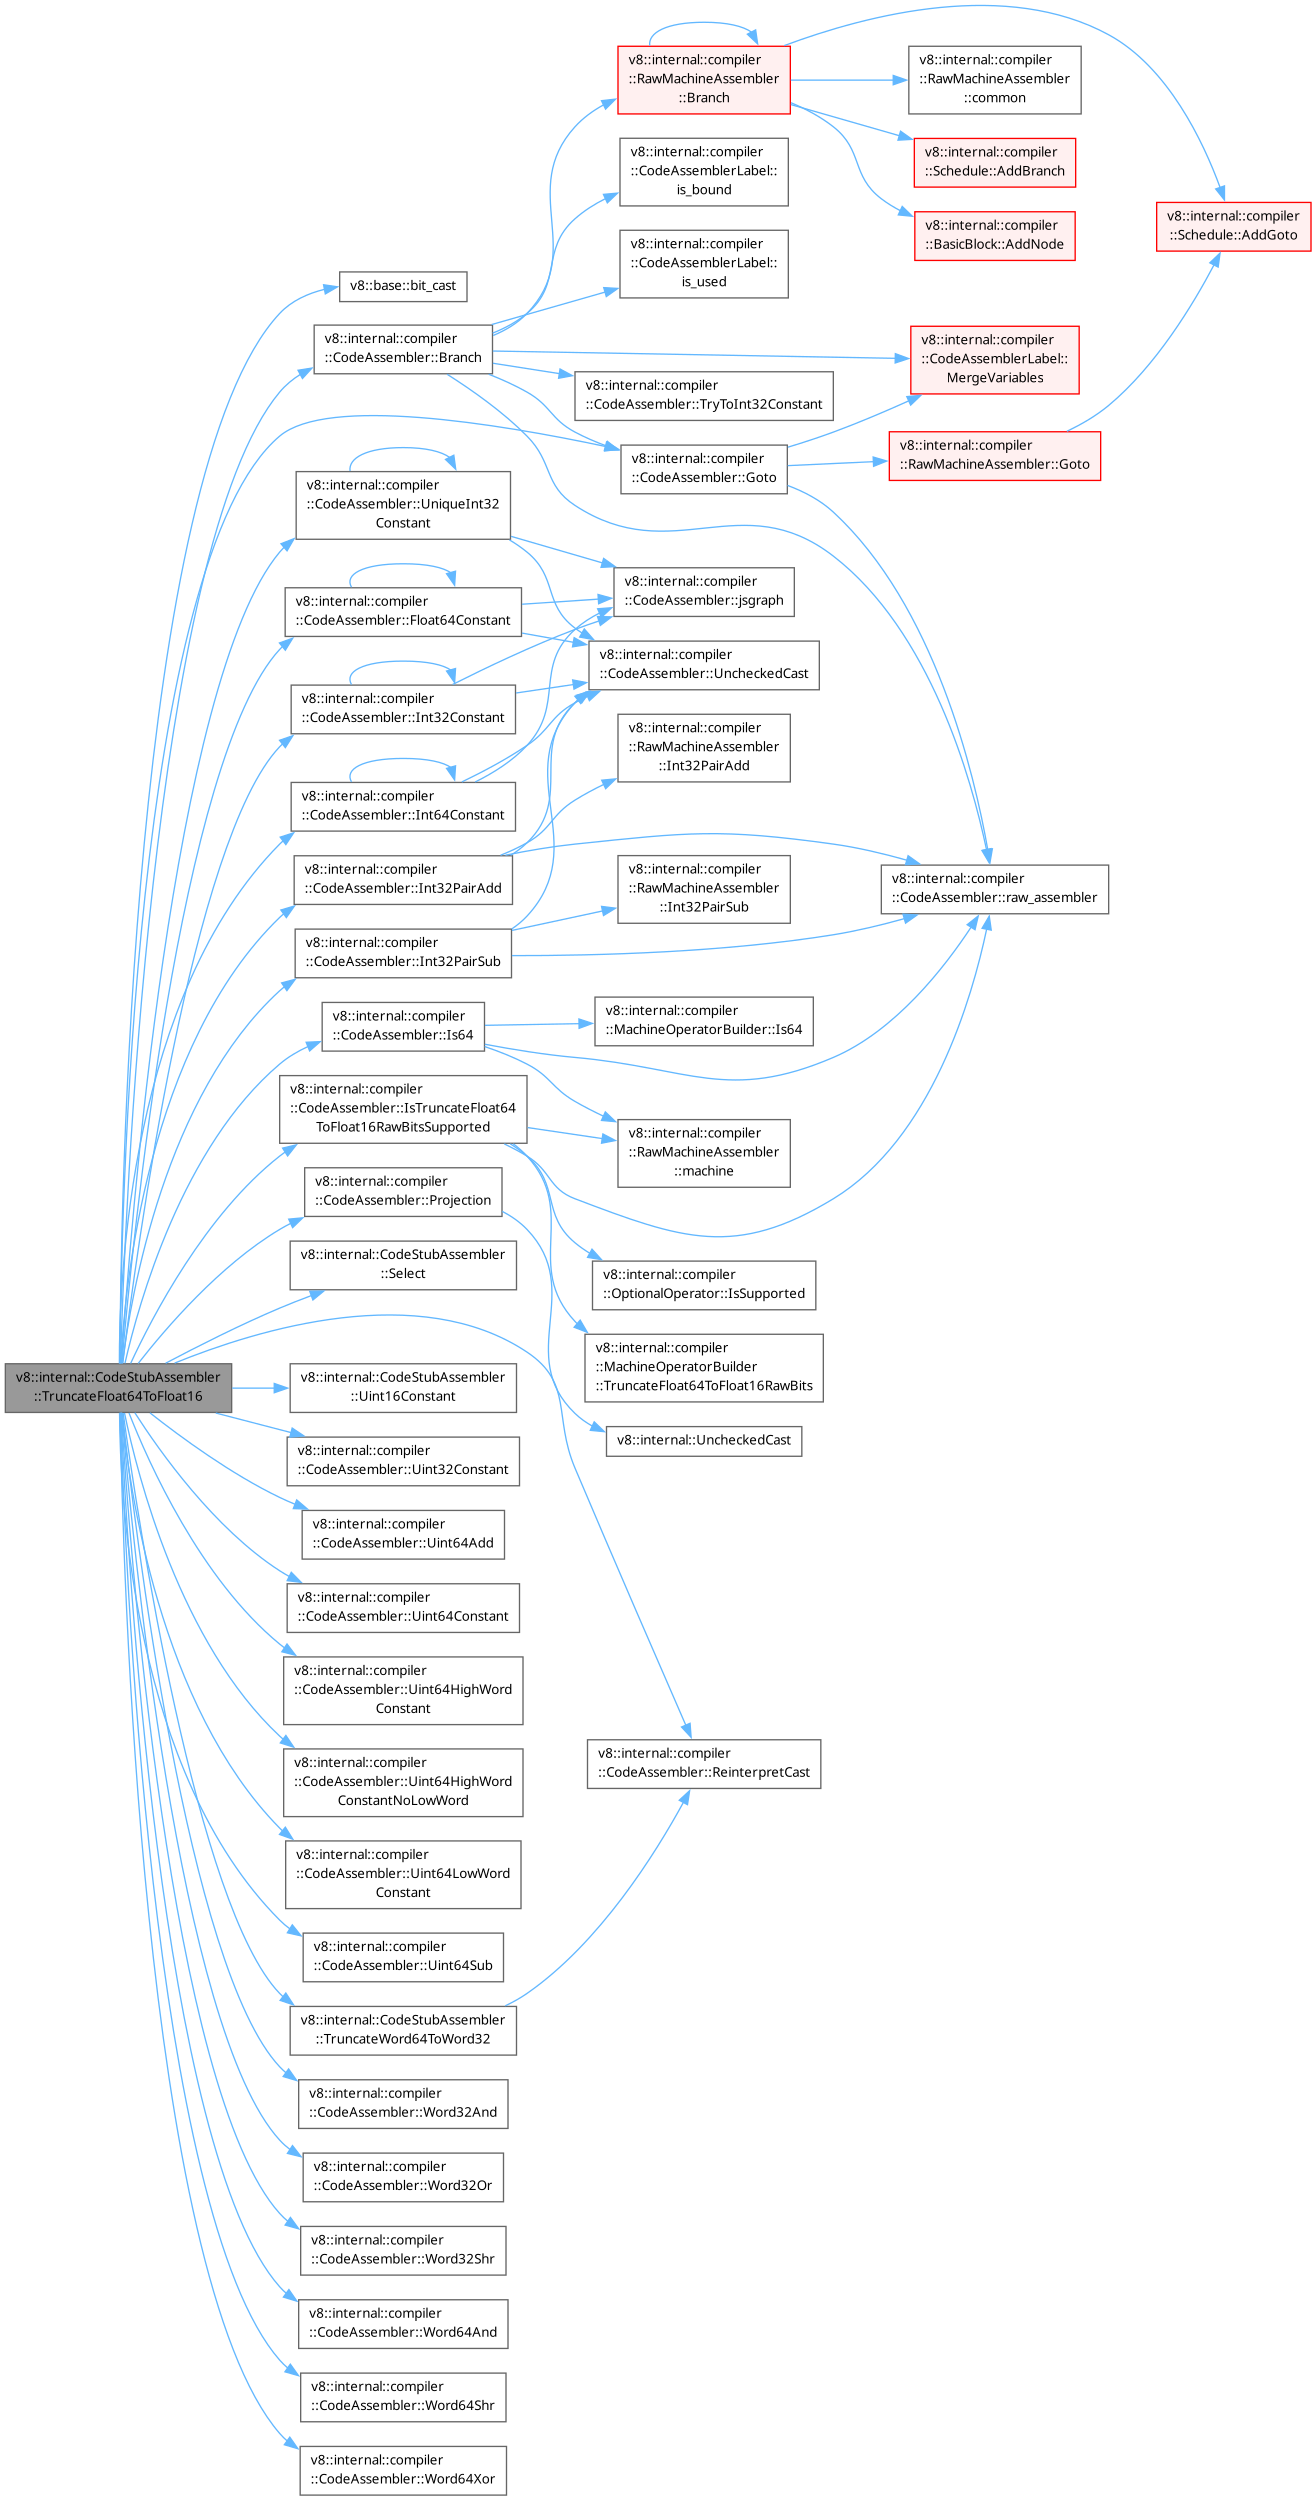 v8::internal::compiler
::RawMachineAssembler
::Branch
v8::internal::compiler
::RawMachineAssembler
::common
v8::internal::compiler
::CodeAssemblerLabel::
is_bound
v8::internal::compiler
::Schedule::AddBranch
v8::internal::compiler
::BasicBlock::AddNode
v8::internal::compiler
::Schedule::AddGoto
v8::internal::compiler
::CodeAssemblerLabel::
is_used
v8::base::bit_cast
v8::internal::compiler
::CodeAssembler::Branch
v8::internal::compiler
::CodeAssemblerLabel::
MergeVariables
v8::internal::compiler
::CodeAssembler::TryToInt32Constant
v8::internal::compiler
::CodeAssembler::Goto
v8::internal::compiler
::RawMachineAssembler::Goto
v8::internal::compiler
::CodeAssembler::UniqueInt32
Constant
v8::internal::compiler
::CodeAssembler::jsgraph
v8::internal::compiler
::CodeAssembler::Float64Constant
v8::internal::compiler
::CodeAssembler::UncheckedCast
v8::internal::compiler
::CodeAssembler::Int32Constant
v8::internal::compiler
::RawMachineAssembler
::Int32PairAdd
v8::internal::compiler
::CodeAssembler::Int64Constant
v8::internal::compiler
::CodeAssembler::Int32PairAdd
v8::internal::compiler
::RawMachineAssembler
::Int32PairSub
v8::internal::compiler
::CodeAssembler::raw_assembler
v8::internal::compiler
::CodeAssembler::Int32PairSub
v8::internal::compiler
::CodeAssembler::Is64
v8::internal::compiler
::MachineOperatorBuilder::Is64
v8::internal::compiler
::CodeAssembler::IsTruncateFloat64
ToFloat16RawBitsSupported
v8::internal::compiler
::RawMachineAssembler
::machine
v8::internal::compiler
::CodeAssembler::Projection
v8::internal::CodeStubAssembler
::Select
v8::internal::compiler
::OptionalOperator::IsSupported
v8::internal::compiler
::MachineOperatorBuilder
::TruncateFloat64ToFloat16RawBits
v8::internal::CodeStubAssembler
::TruncateFloat64ToFloat16
v8::internal::CodeStubAssembler
::Uint16Constant
v8::internal::UncheckedCast
v8::internal::compiler
::CodeAssembler::Uint32Constant
v8::internal::compiler
::CodeAssembler::Uint64Add
v8::internal::compiler
::CodeAssembler::Uint64Constant
v8::internal::compiler
::CodeAssembler::Uint64HighWord
Constant
v8::internal::compiler
::CodeAssembler::ReinterpretCast
v8::internal::compiler
::CodeAssembler::Uint64HighWord
ConstantNoLowWord
v8::internal::compiler
::CodeAssembler::Uint64LowWord
Constant
v8::internal::compiler
::CodeAssembler::Uint64Sub
v8::internal::CodeStubAssembler
::TruncateWord64ToWord32
v8::internal::compiler
::CodeAssembler::Word32And
v8::internal::compiler
::CodeAssembler::Word32Or
v8::internal::compiler
::CodeAssembler::Word32Shr
v8::internal::compiler
::CodeAssembler::Word64And
v8::internal::compiler
::CodeAssembler::Word64Shr
v8::internal::compiler
::CodeAssembler::Word64Xor